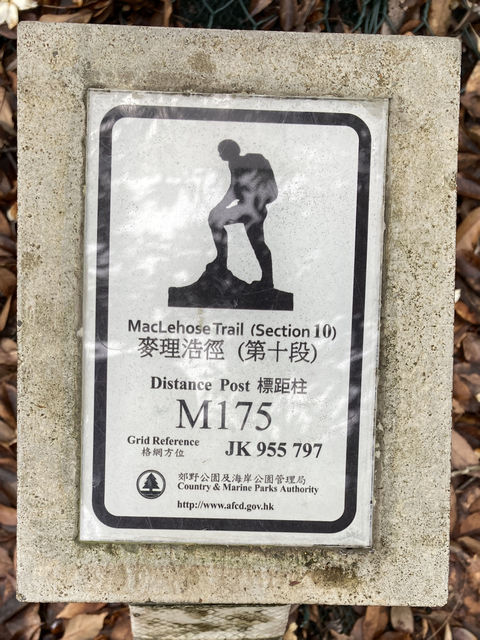 MacLehose Trail (Section 10)
麥理浩徑 (第十段)
Distance Post 標距柱
M175
Grid Reference
格網方位
JK 955 797
郊野公園及海岸公園管理局
Country & Marine Parks Authority
http://www.afcd.gov.hk